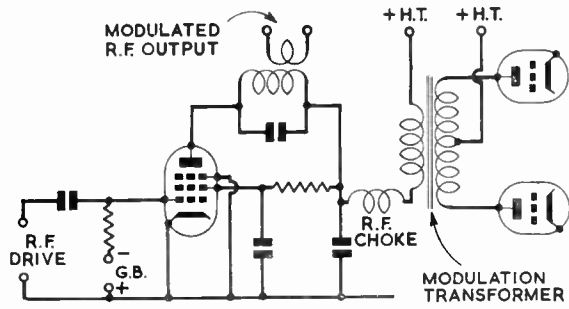 MODULATED
R.F. OUTPUT
+ H.T.
+ H.T.
R.F.
DRIVE
−
G.B.
+
R.F.
CHOKE
MODULATION
TRANSFORMER